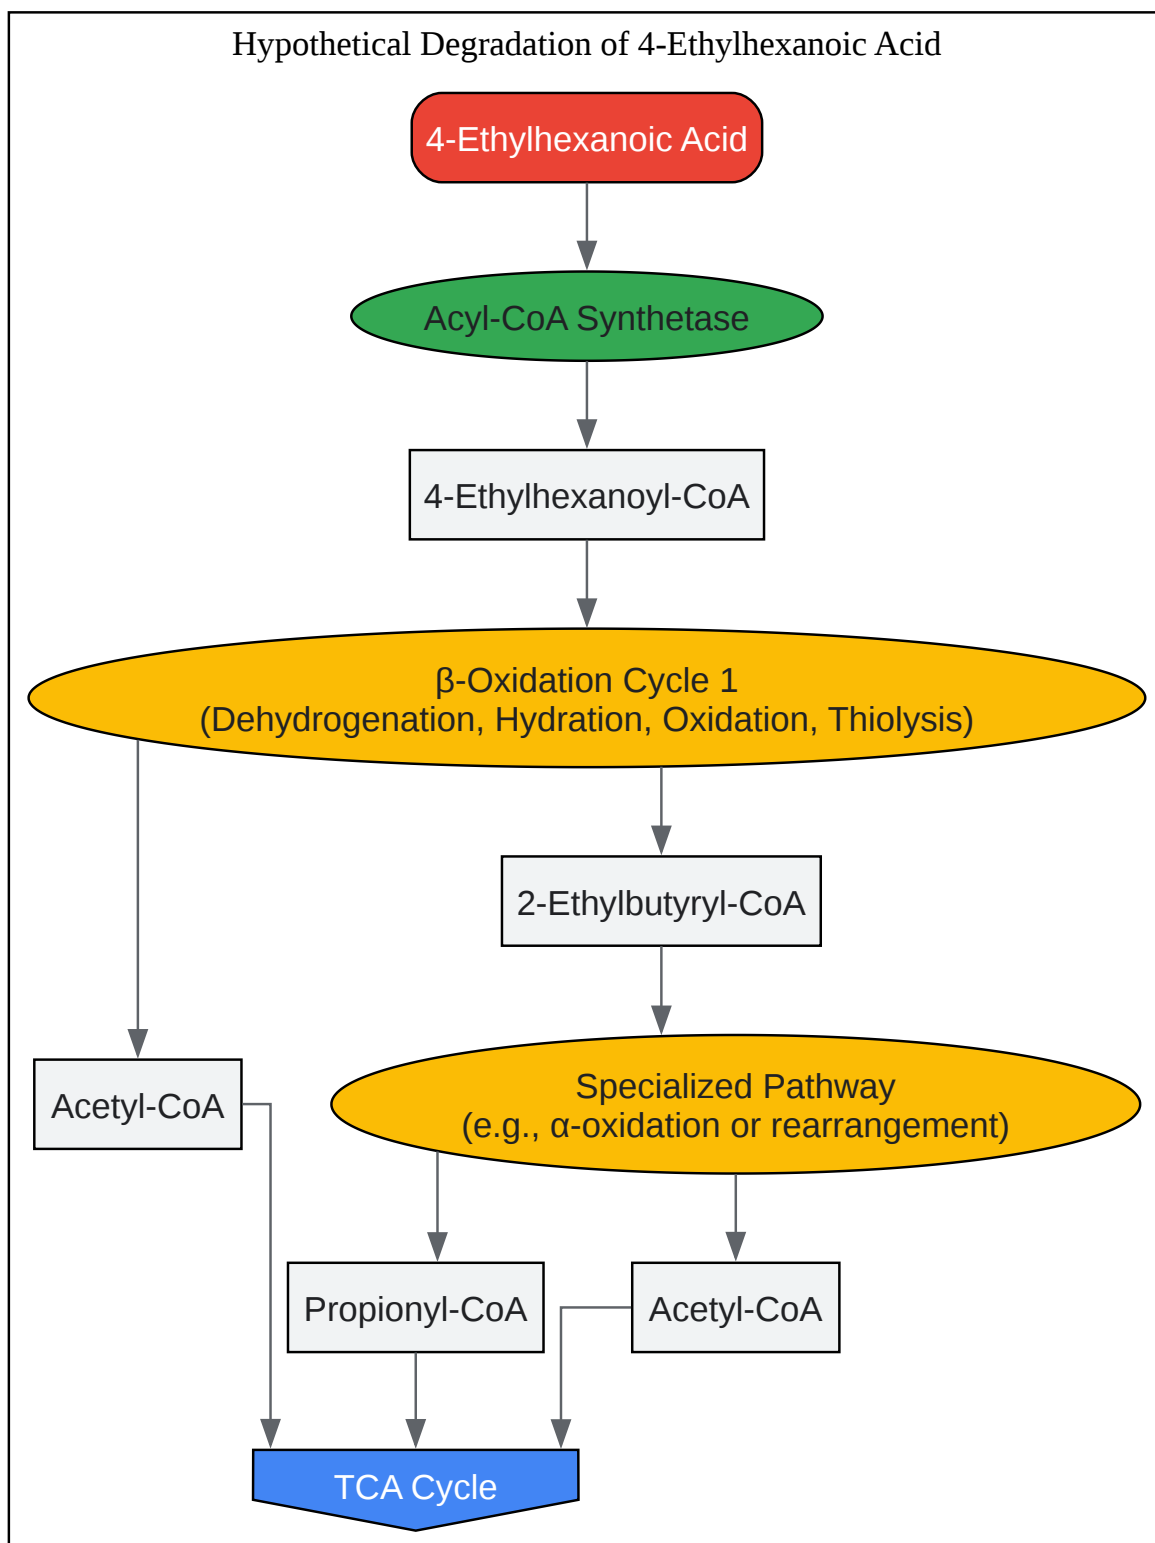 Hypothetical Degradation of 4-Ethylhexanoic Acid
4-Ethylhexanoic Acid
Acyl-CoA Synthetase
4-Ethylhexanoyl-CoA
β-Oxidation Cycle 1
(Dehydrogenation, Hydration, Oxidation, Thiolysis)
2-Ethylbutyryl-CoA
Acetyl-CoA
Specialized Pathway
(e.g., α-oxidation or rearrangement)
Propionyl-CoA
Acetyl-CoA
TCA Cycle